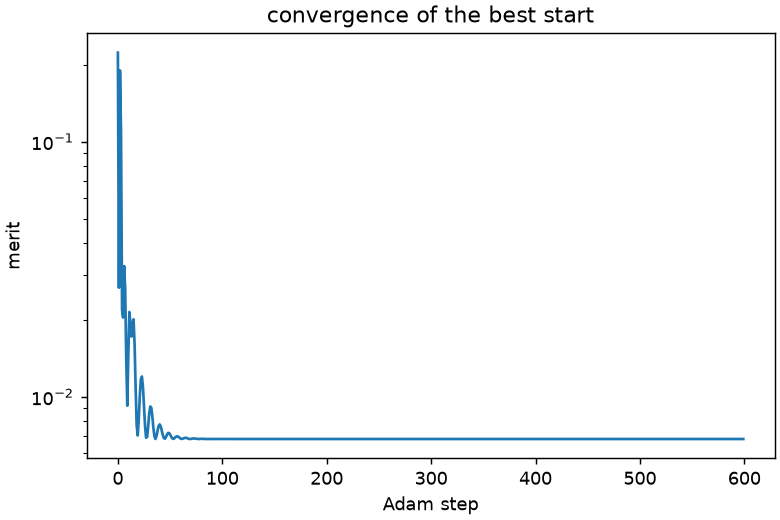 convergence of the best start
merit
10⁻¹
10⁻²
0 100 200 300 400 500 600
Adam step